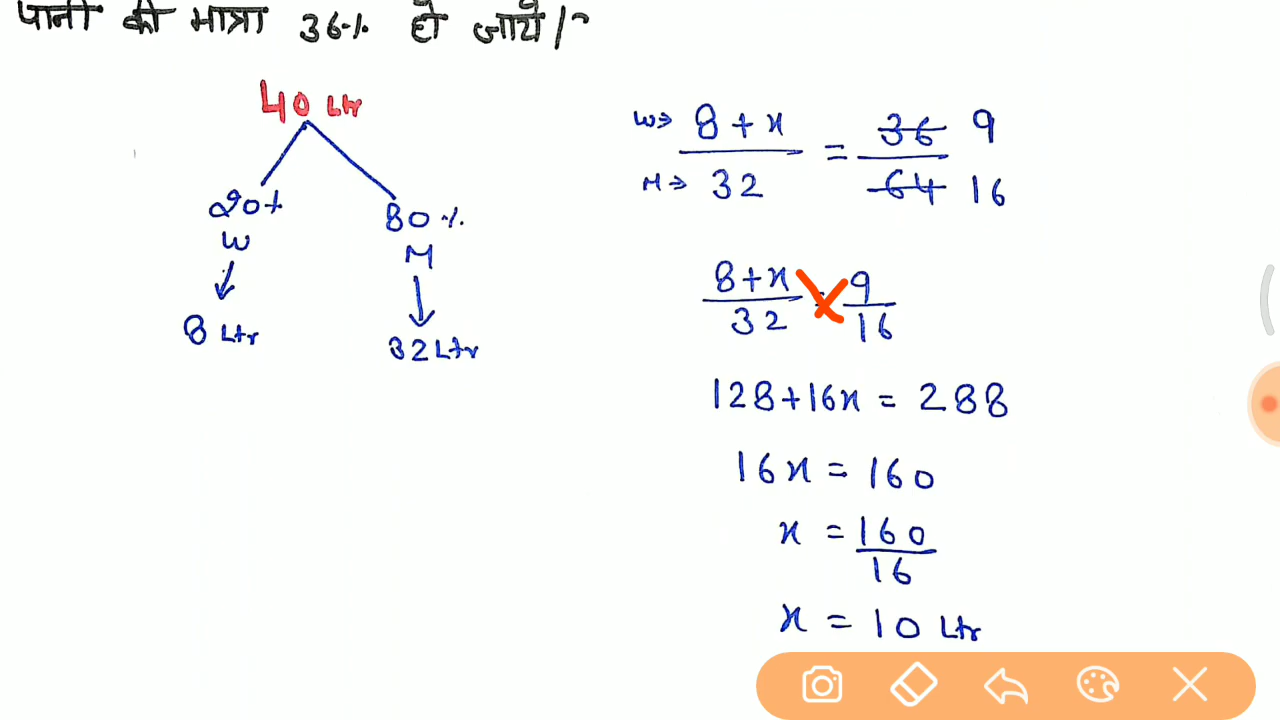 पानी की मात्रा 36% हो जाये।?
40 Ltr
20%
W
8 Ltr
80 %
M
32 Ltr
W⇒ 8 + x = 36 9
M⇒ 32 64 16
8+x = 9
32 16
128+16x = 288
16x = 160
x = 160
16
x = 10 Ltr